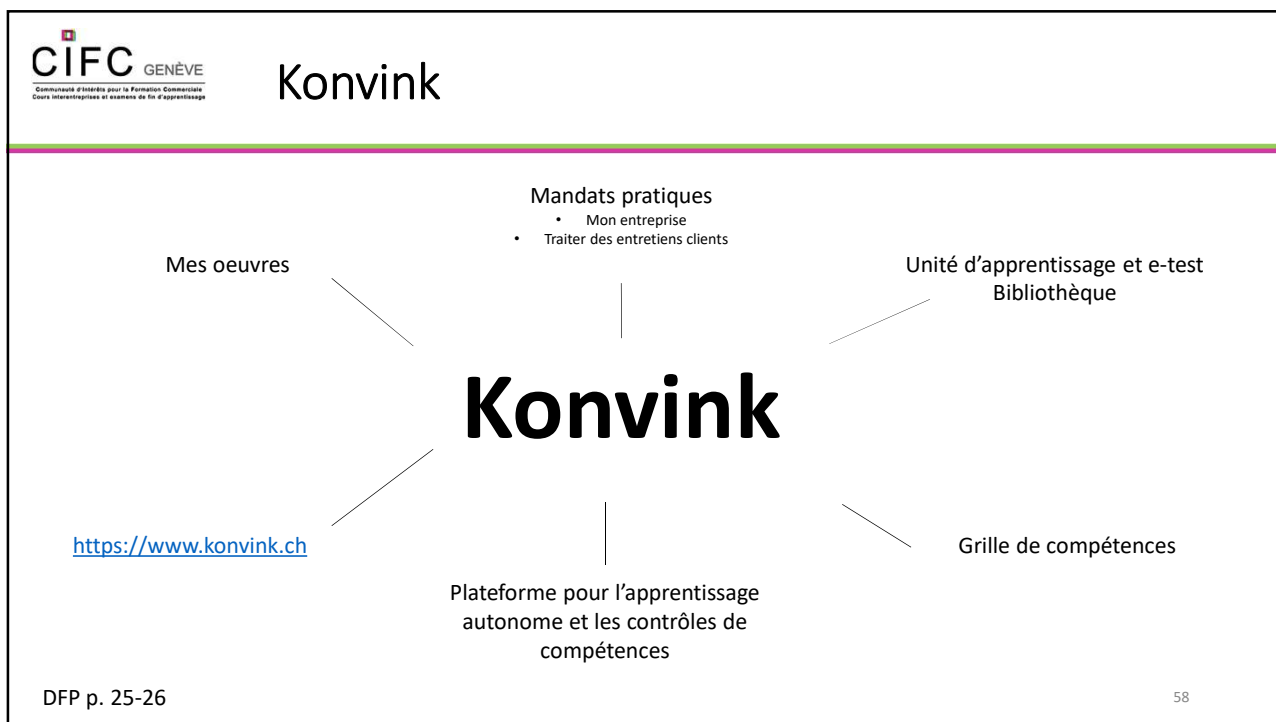 CIFC GENÈVE
Communauté d'Intérêts pour la Formation Commerciale
Cours interentreprises et examens de fin d'apprentissage
Konvink
Mandats pratiques
• Mon entreprise
• Traiter des entretiens clients
Mes oeuvres
Unité d'apprentissage et e-test
Bibliothèque
Konvink
https://www.konvink.ch
Grille de compétences
Plateforme pour l'apprentissage
autonome et les contrôles de
compétences
DFP p. 25-26
58